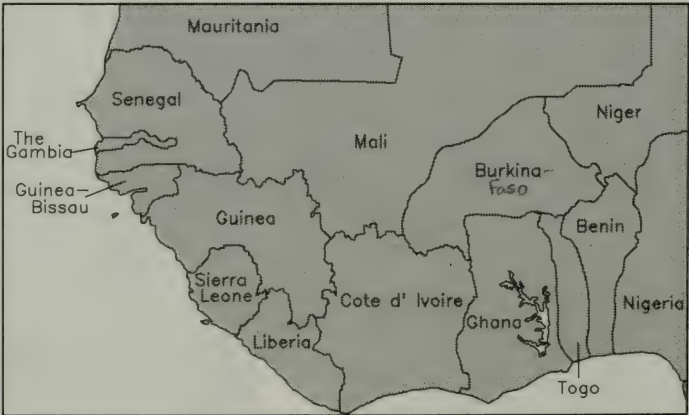 Mauritania
Senegal
The
Gambia
Guinea-
Bissau
Mali
Niger
Burkina-
Faso
Guinea
Benin
Sierra
Leone
Cote d' Ivoire
Ghana
Nigeria
Liberia
Togo